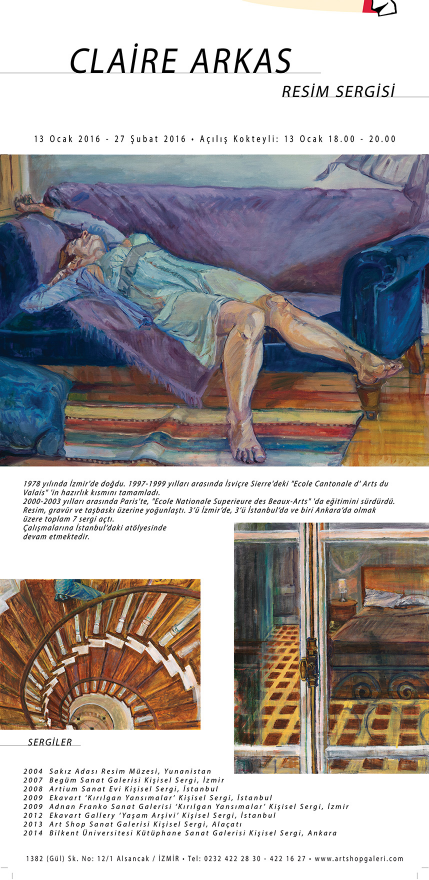 CLAİRE ARKAS
RESİM SERGİSİ
13 Ocak 2016 - 27 Şubat 2016 • Açılış Kokteyli: 13 Ocak 18.00 - 20.00
1978 yılında İzmir'de doğdu. 1997-1999 yılları arasında İsviçre Sierre'deki "Ecole Cantonale d' Arts du
Valais" 'in hazırlık kısmını tamamladı.
2000-2003 yılları arasında Paris'te, "Ecole Nationale Superieure des Beaux-Arts" 'da eğitimini sürdürdü.
Resim, gravür ve taşbaskı üzerine yoğunlaştı. 3'ü İzmir'de, 3'ü İstanbul'da ve biri Ankara'da olmak
üzere toplam 7 sergi açtı.
Çalışmalarına İstanbul'daki atölyesinde
devam etmektedir.
SERGİLER
2004 Sakız Adası Resim Müzesi, Yunanistan
2007 Begüm Sanat Galerisi Kişisel Sergi, İzmir
2008 Artium Sanat Evi Kişisel Sergi, İstanbul
2009 Ekavart 'Kırılgan Yansımalar' Kişisel Sergi, İstanbul
2009 Adnan Franko Sanat Galerisi 'Kırılgan Yansımalar' Kişisel Sergi, İzmir
2012 Ekavart Gallery 'Yaşam Arşivi' Kişisel Sergi, İstanbul
2013 Art Shop Sanat Galerisi Kişisel Sergi, Alaçatı
2014 Bilkent Üniversitesi Kütüphane Sanat Galerisi Kişisel Sergi, Ankara
1382 (Gül) Sk. No: 12/1 Alsancak / İZMİR • Tel: 0232 422 28 30 - 422 16 27 • www.artshopgaleri.com